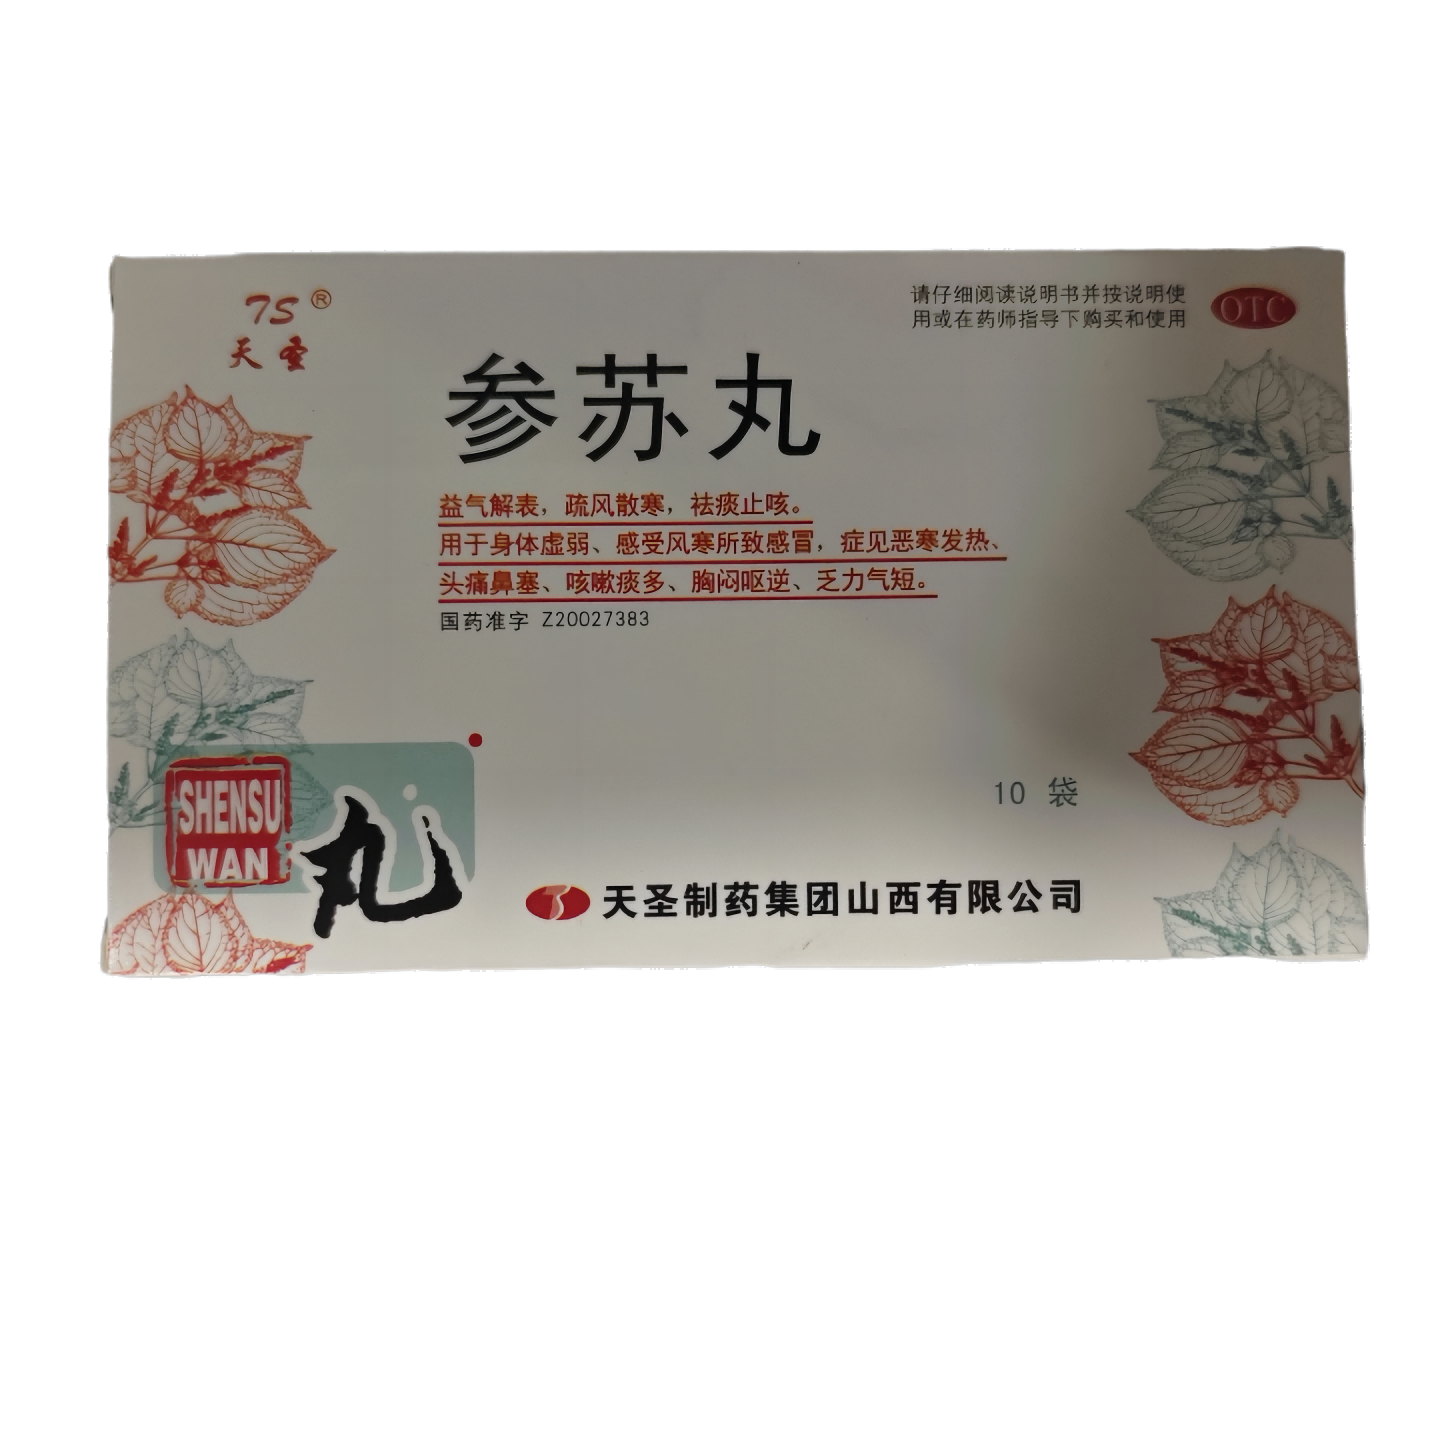 TS®
天圣
请仔细阅读说明书并按说明使
用或在药师指导下购买和使用
OTC
参苏丸
益气解表，疏风散寒，祛痰止咳。
用于身体虚弱、感受风寒所致感冒，症见恶寒发热、
头痛鼻塞、咳嗽痰多、胸闷呕逆、乏力气短。
国药准字 Z20027383
10 袋
SHENSU
WAN
丸
天圣制药集团山西有限公司